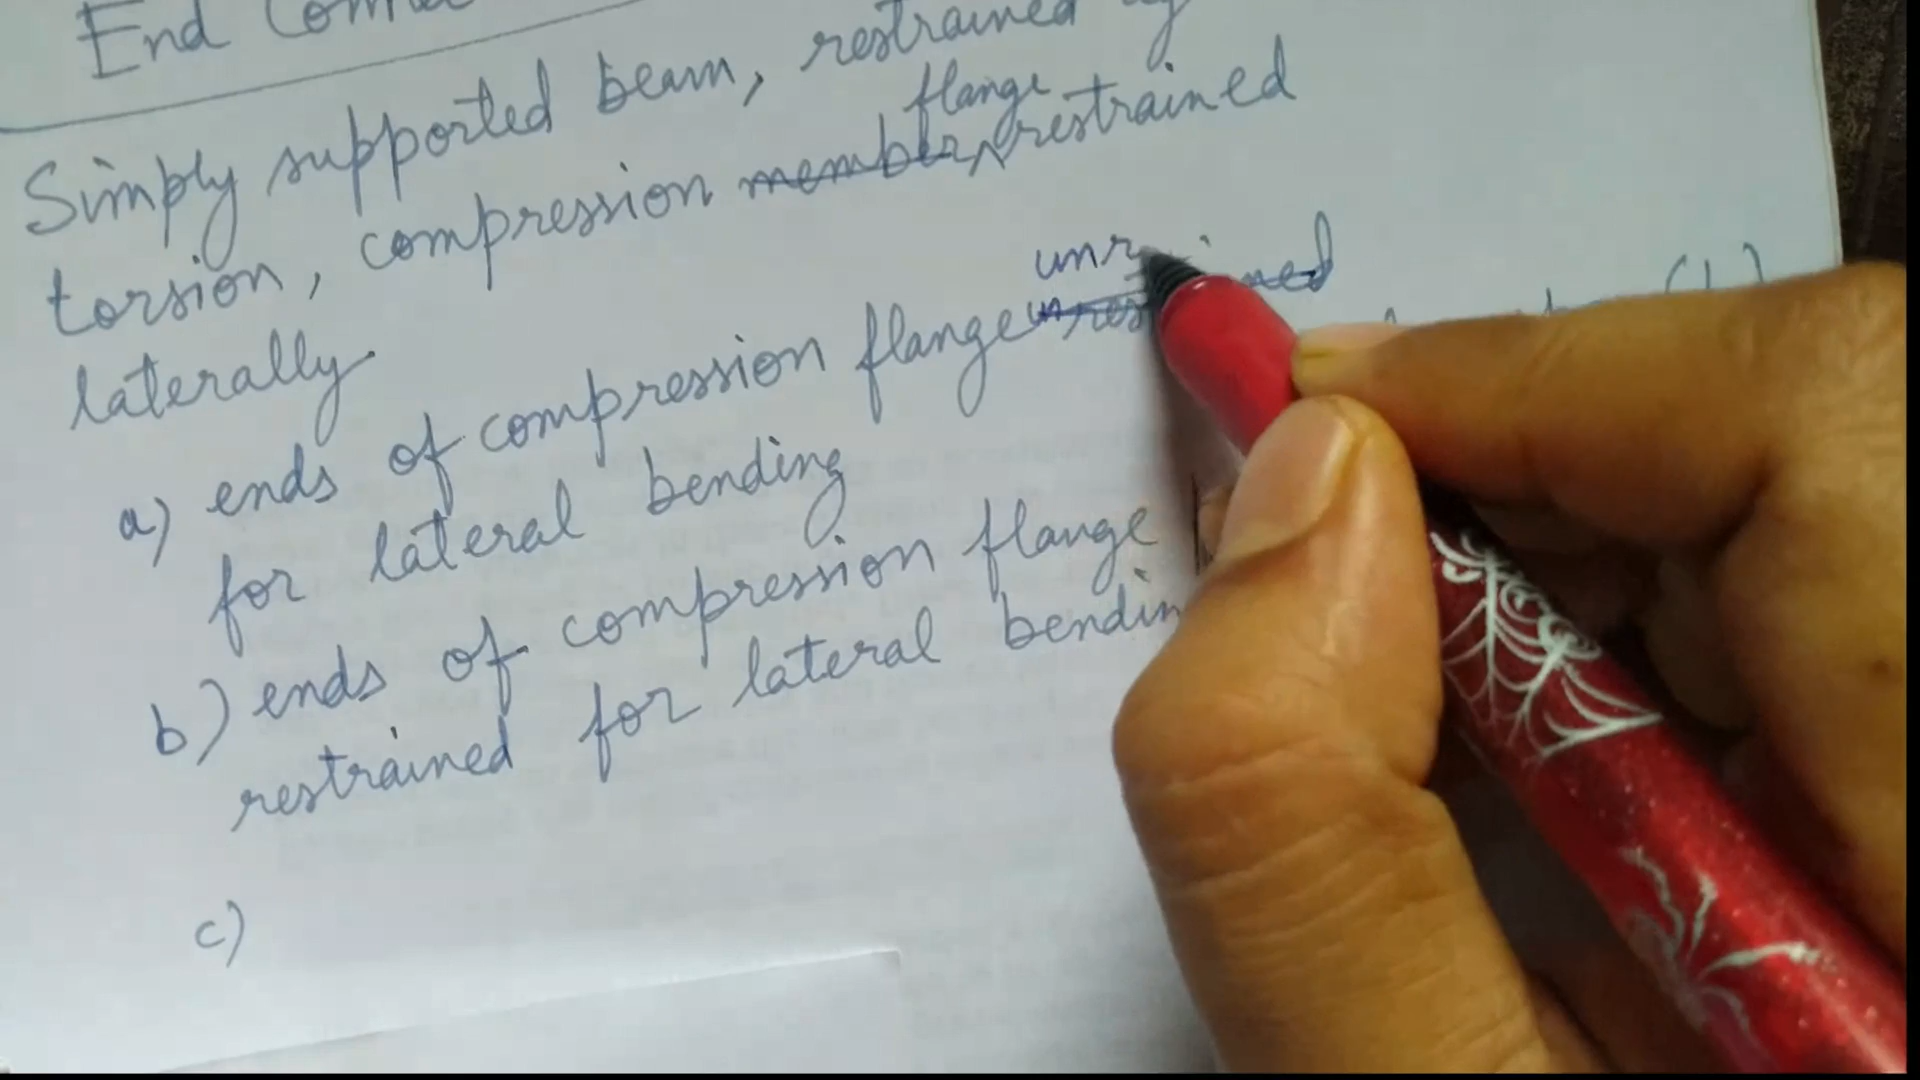 End
Simply supported beam, restrained
torsion, compression member flange restrained
laterally.
a) ends of compression flange unr
for lateral bending
b) ends of compression flange
restrained for lateral bendin
c)